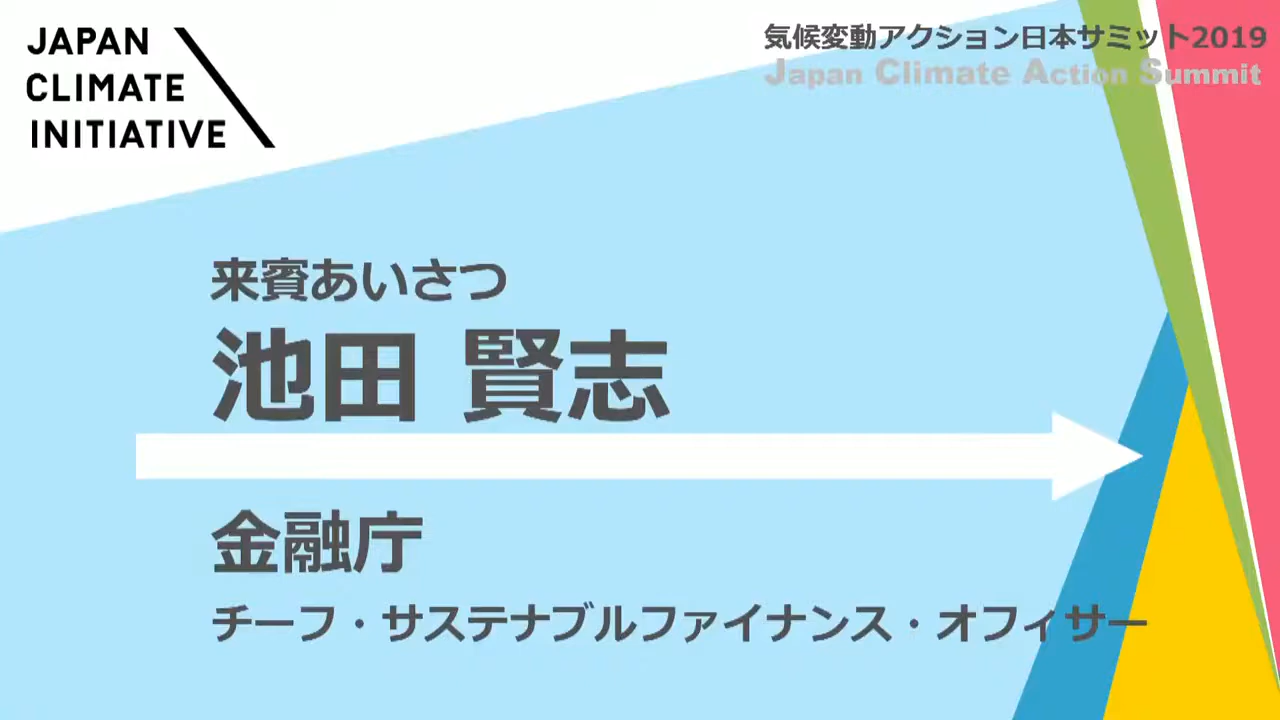 JAPAN
CLIMATE
INITIATIVE
気候変動アクション日本サミット2019
Japan Climate Action Summit
来賓あいさつ
池田 賢志
金融庁
チーフ・サステナブルファイナンス・オフィサー